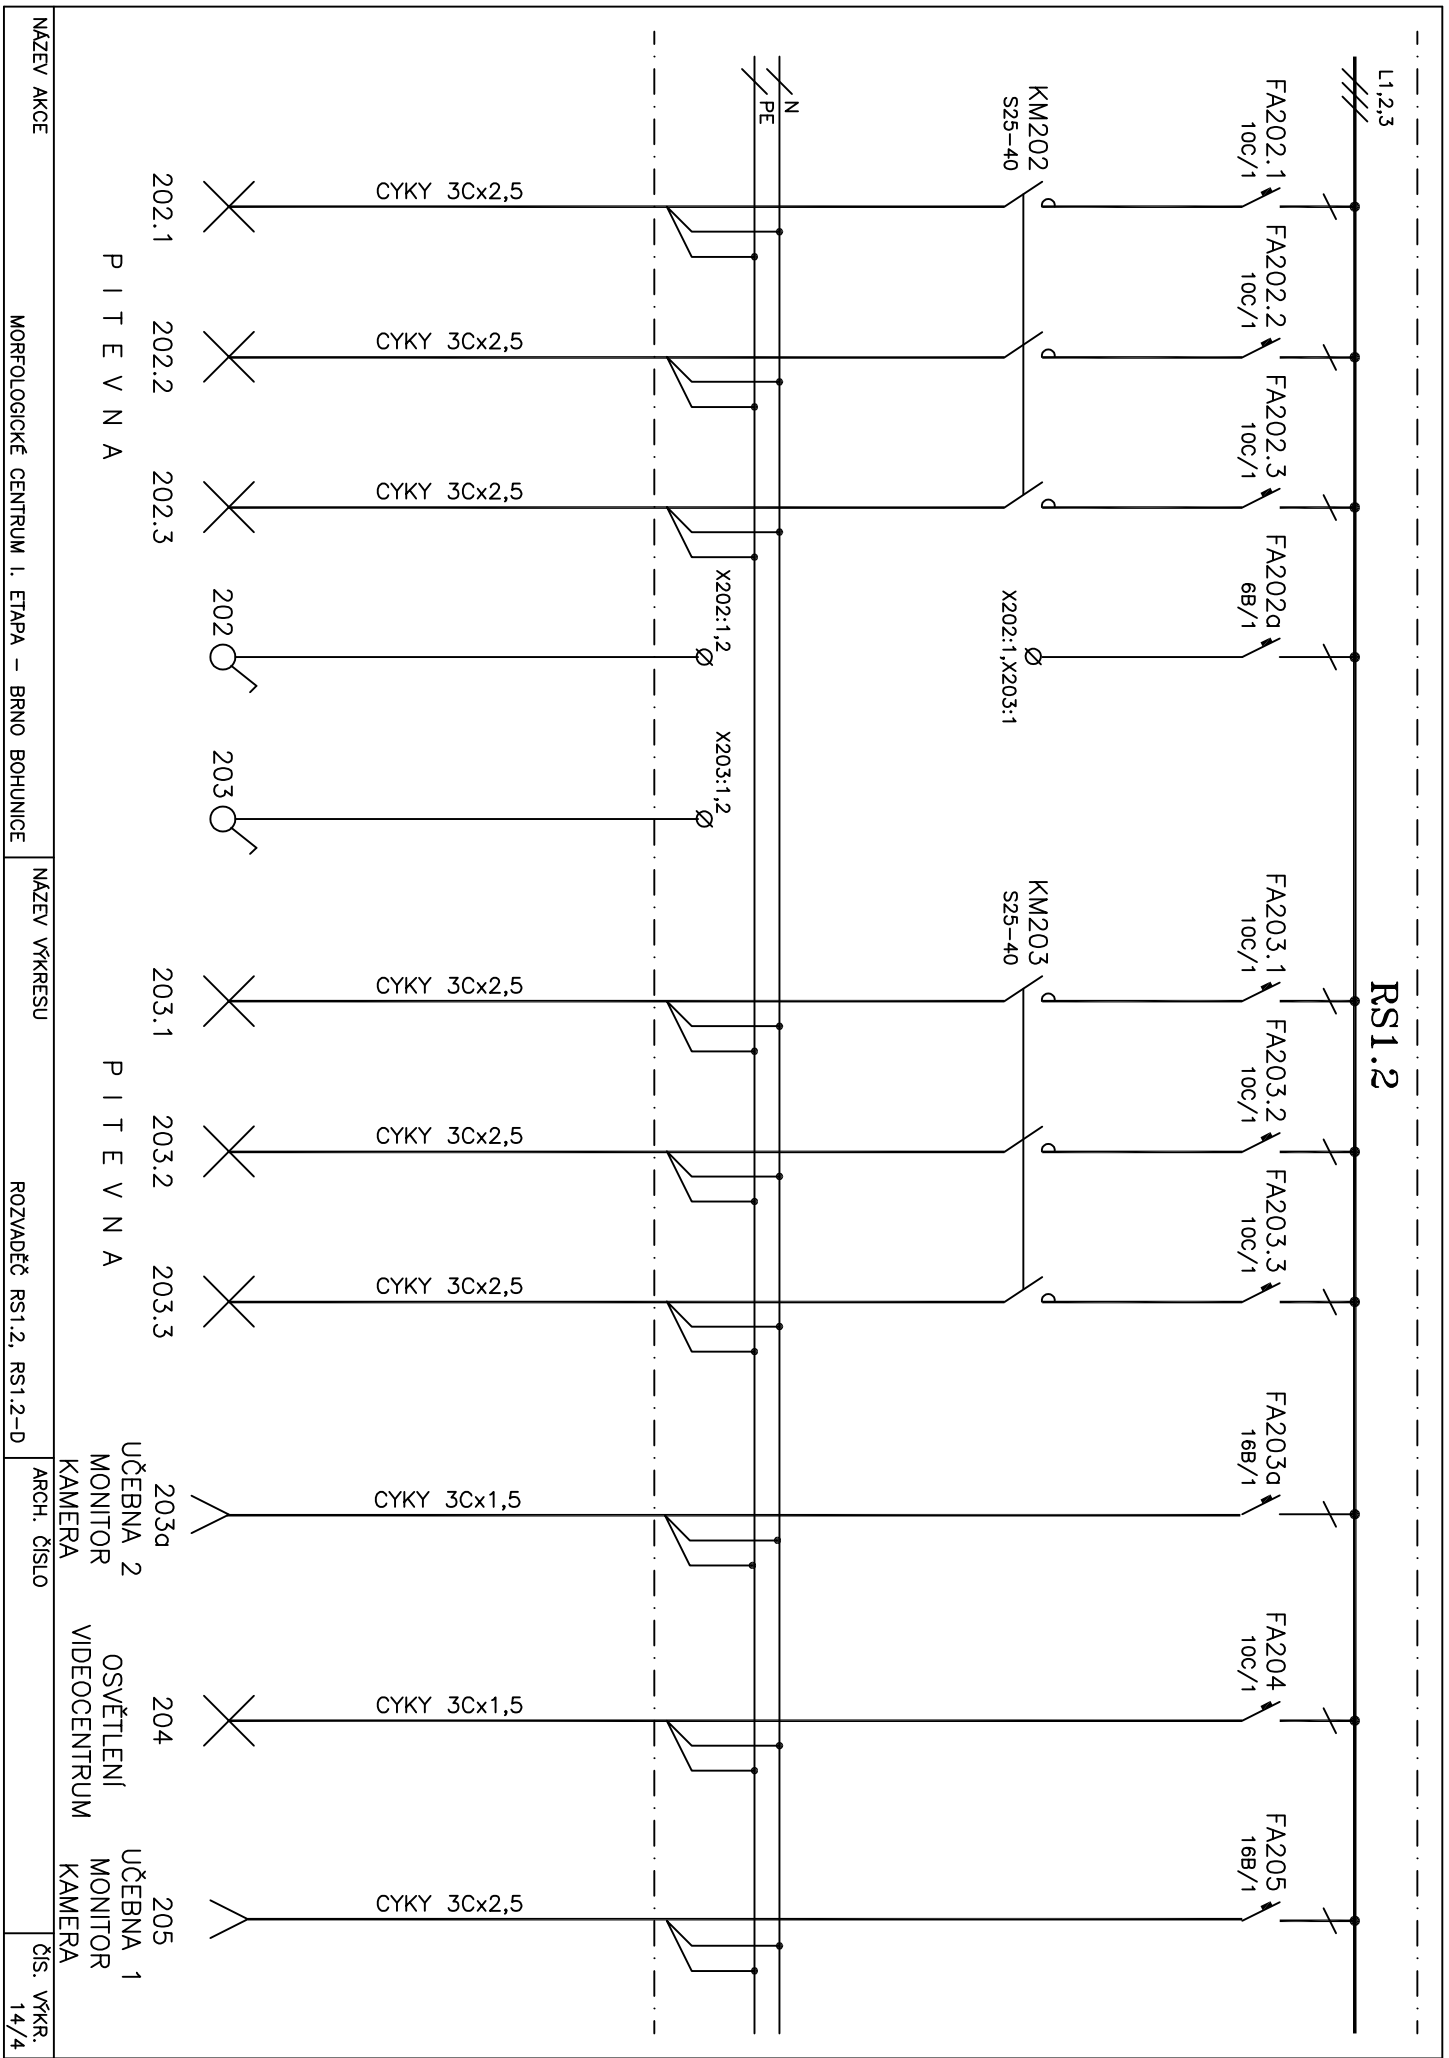 RS1.2
L1,2,3
FA202.1
10C/1
FA202.2
10C/1
FA202.3
10C/1
FA202a
6B/1
FA203.1
10C/1
FA203.2
10C/1
FA203.3
10C/1
FA203a
16B/1
FA204
10C/1
FA205
16B/1
KM202
S25-40
X202:1,X203:1
KM203
S25-40
N
PE
X202:1,2
X203:1,2
CYKY 3Cx2,5
CYKY 3Cx2,5
CYKY 3Cx2,5
CYKY 3Cx2,5
CYKY 3Cx2,5
CYKY 3Cx2,5
CYKY 3Cx1,5
CYKY 3Cx1,5
CYKY 3Cx2,5
202.1
202.2
202.3
202
203
203.1
203.2
203.3
203a
204
205
P I T E V N A
P I T E V N A
UČEBNA 2
MONITOR
KAMERA
OSVĚTLENÍ
VIDEOCENTRUM
UČEBNA 1
MONITOR
KAMERA
NÁZEV AKCE
MORFOLOGICKÉ CENTRUM I. ETAPA - BRNO BOHUNICE
NÁZEV VÝKRESU
ROZVADĚČ RS1.2, RS1.2-D
ARCH. ČÍSLO
ČÍS. VÝKR.
14/4